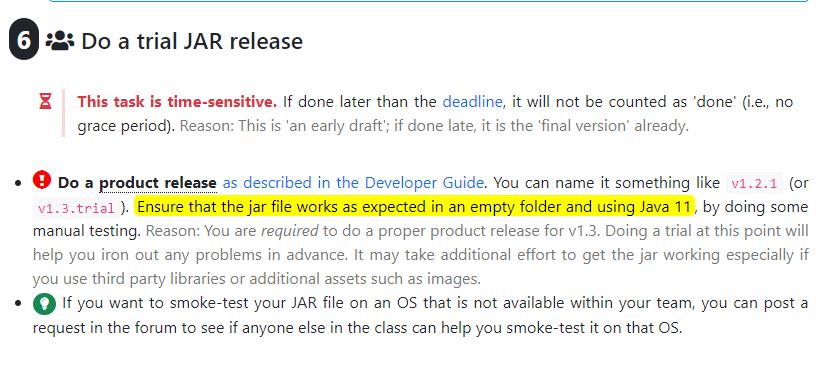 6 Do a trial JAR release
This task is time-sensitive. If done later than the deadline, it will not be counted as 'done' (i.e., no
grace period). Reason: This is 'an early draft'; if done late, it is the 'final version' already.
Do a product release as described in the Developer Guide. You can name it something like v1.2.1 (or
v1.3.trial ). Ensure that the jar file works as expected in an empty folder and using Java 11, by doing some
manual testing. Reason: You are required to do a proper product release for v1.3. Doing a trial at this point will
help you iron out any problems in advance. It may take additional effort to get the jar working especially if
you use third party libraries or additional assets such as images.
If you want to smoke-test your JAR file on an OS that is not available within your team, you can post a
request in the forum to see if anyone else in the class can help you smoke-test it on that OS.